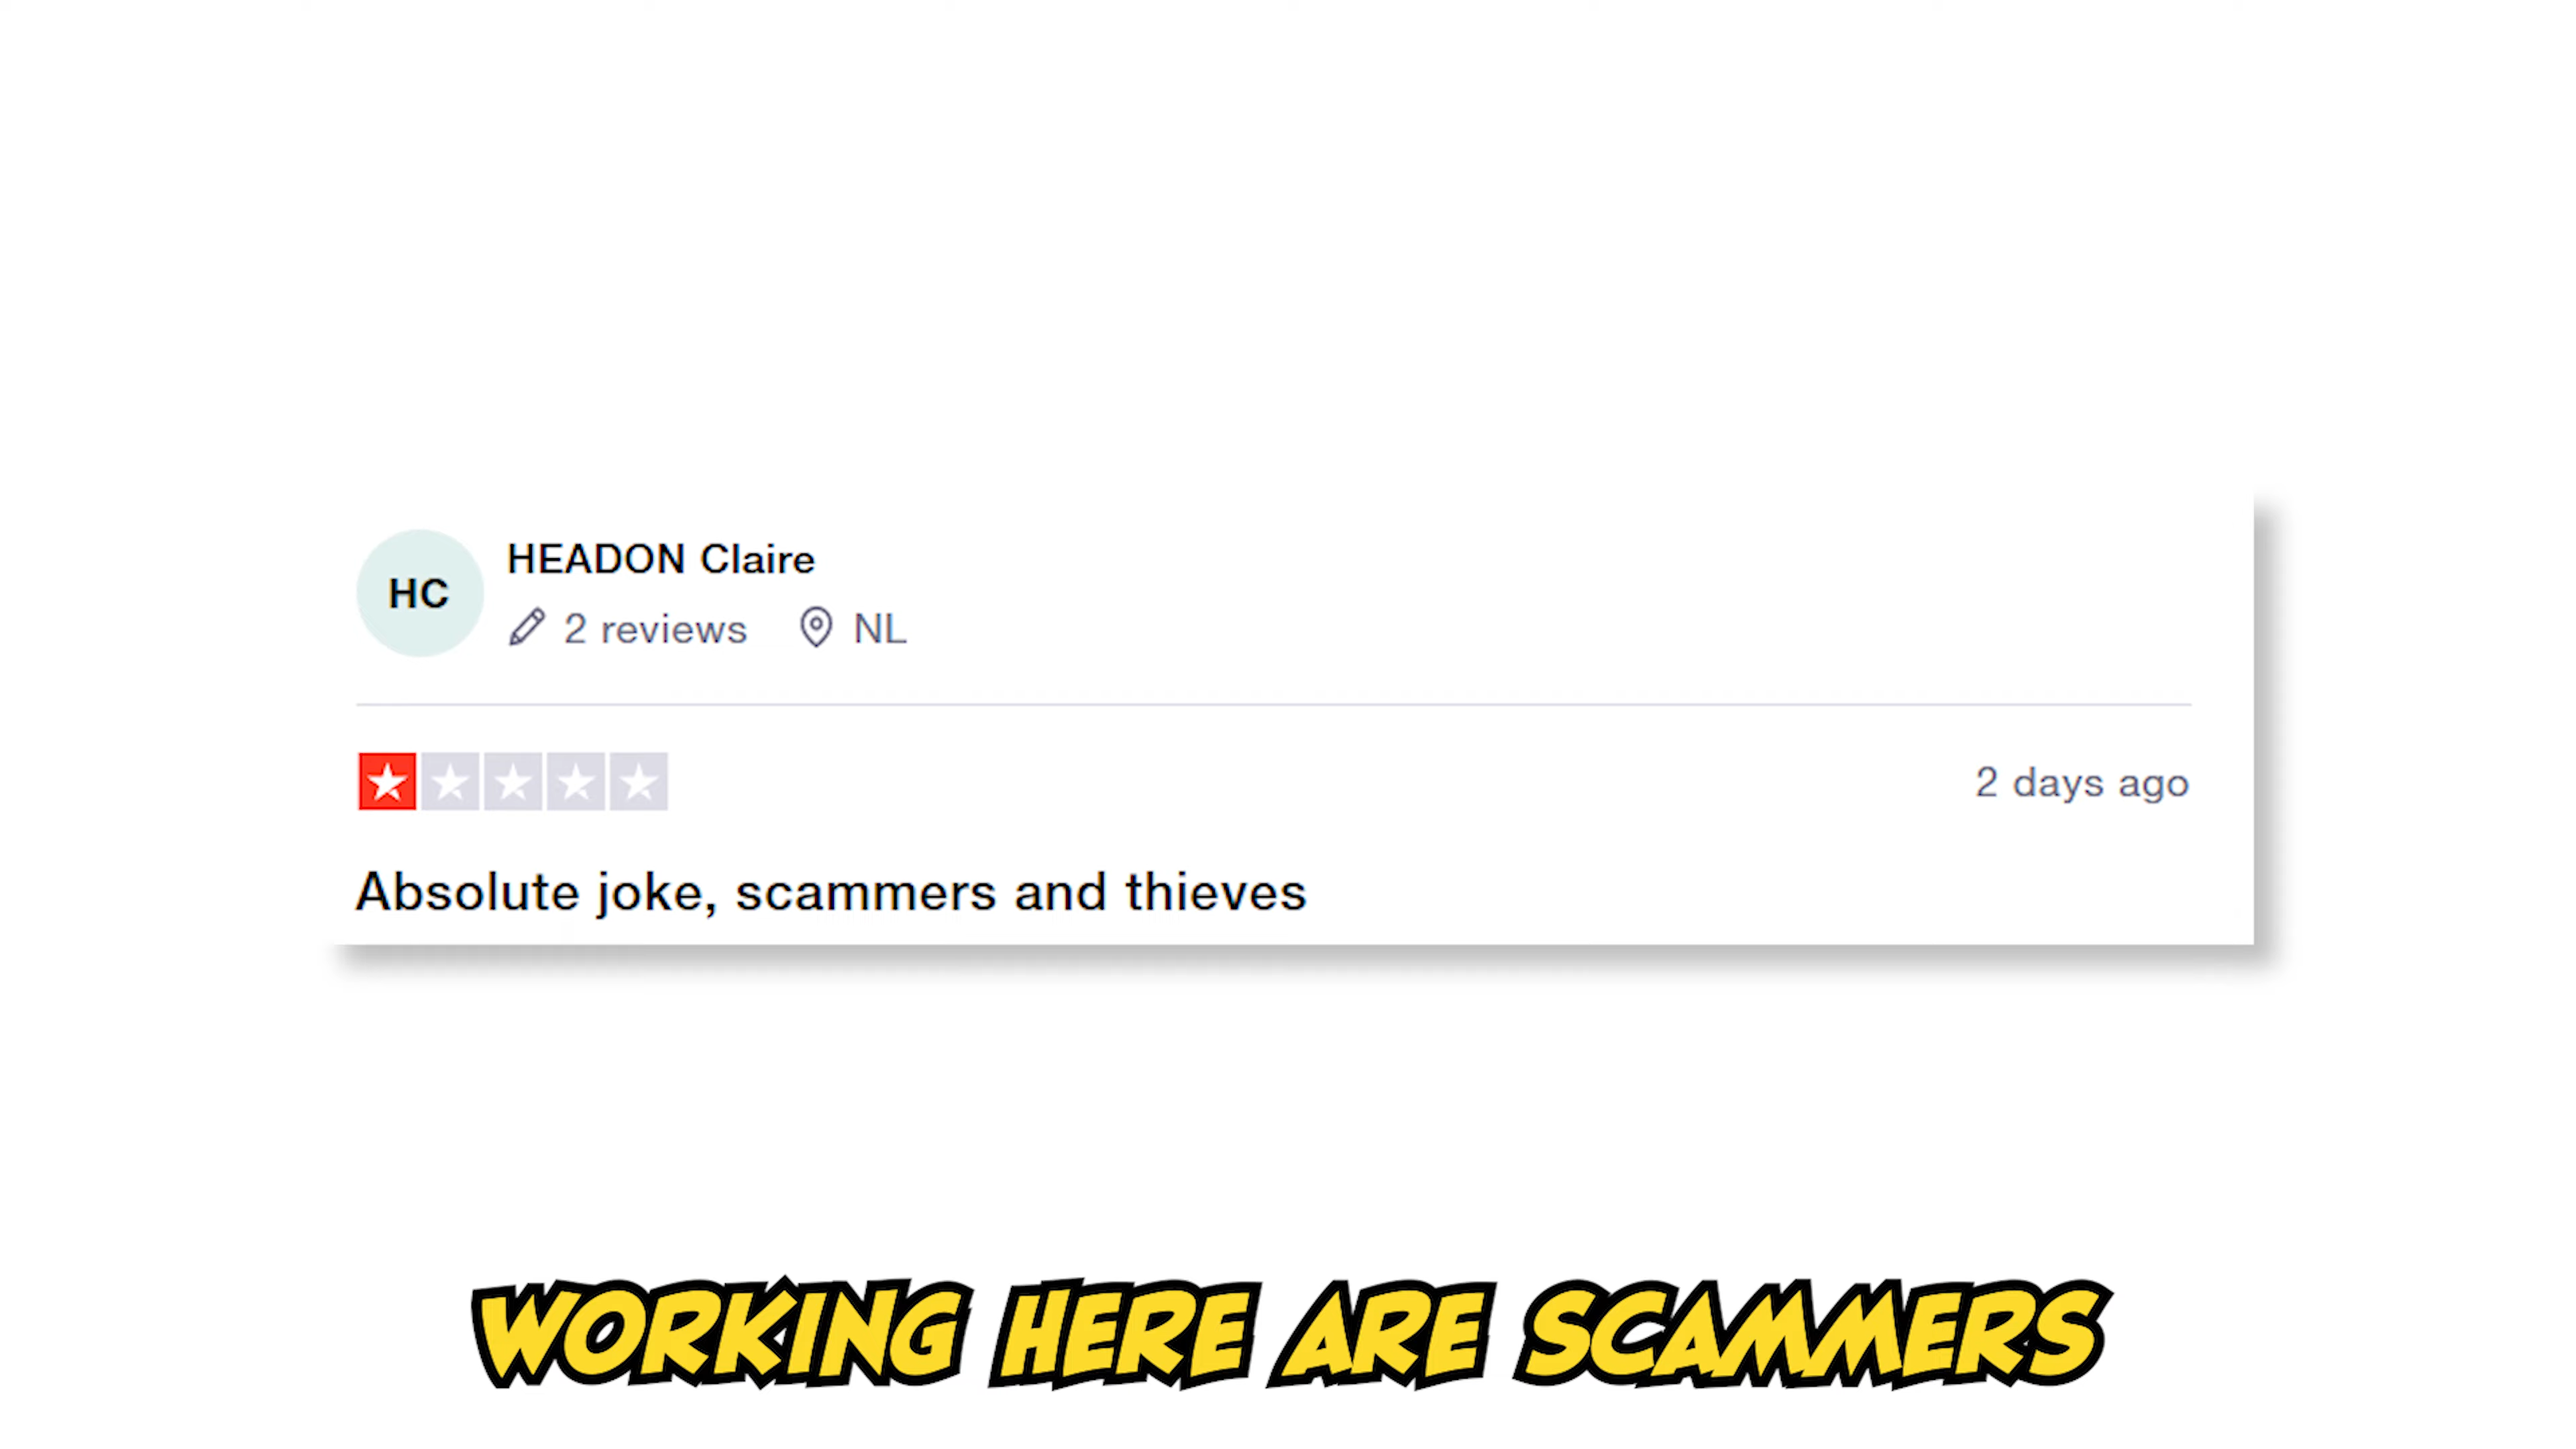 HC
HEADON Claire
2 reviews NL
2 days ago
Absolute joke, scammers and thieves
WORKING HERE ARE SCAMMERS